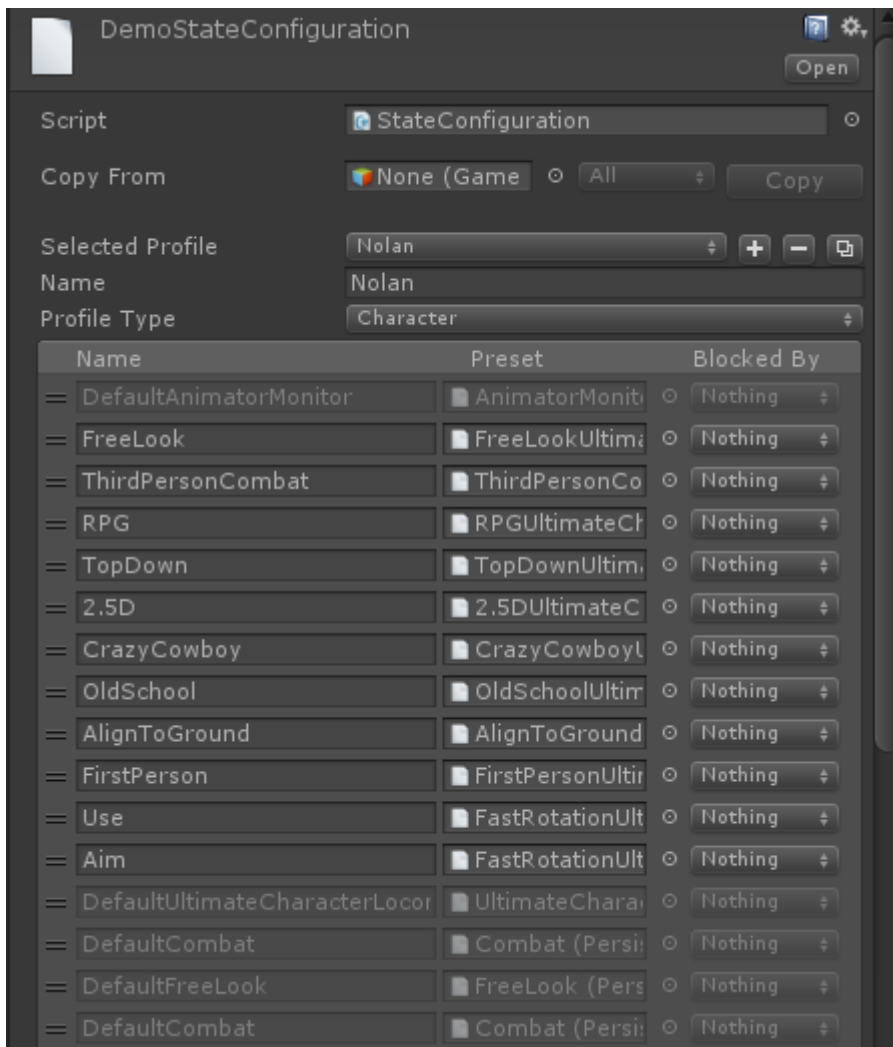 DemoStateConfiguration
Open
Script StateConfiguration
Copy From None (Game All Copy
Selected Profile Nolan
Name Nolan
Profile Type Character
Name Preset Blocked By
DefaultAnimatorMonitor AnimatorMonit Nothing
FreeLook FreeLookUltima Nothing
ThirdPersonCombat ThirdPersonCo Nothing
RPG RPGUltimateCh Nothing
TopDown TopDownUltim Nothing
2.5D 2.5DUltimateC Nothing
CrazyCowboy CrazyCowboyU Nothing
OldSchool OldSchoolUltim Nothing
AlignToGround AlignToGround Nothing
FirstPerson FirstPersonUltir Nothing
Use FastRotationUlt Nothing
Aim FastRotationUlt Nothing
DefaultUltimateCharacterLocor UltimateChara Nothing
DefaultCombat Combat (Persis Nothing
DefaultFreeLook FreeLook (Pers Nothing
DefaultCombat Combat (Persis Nothing